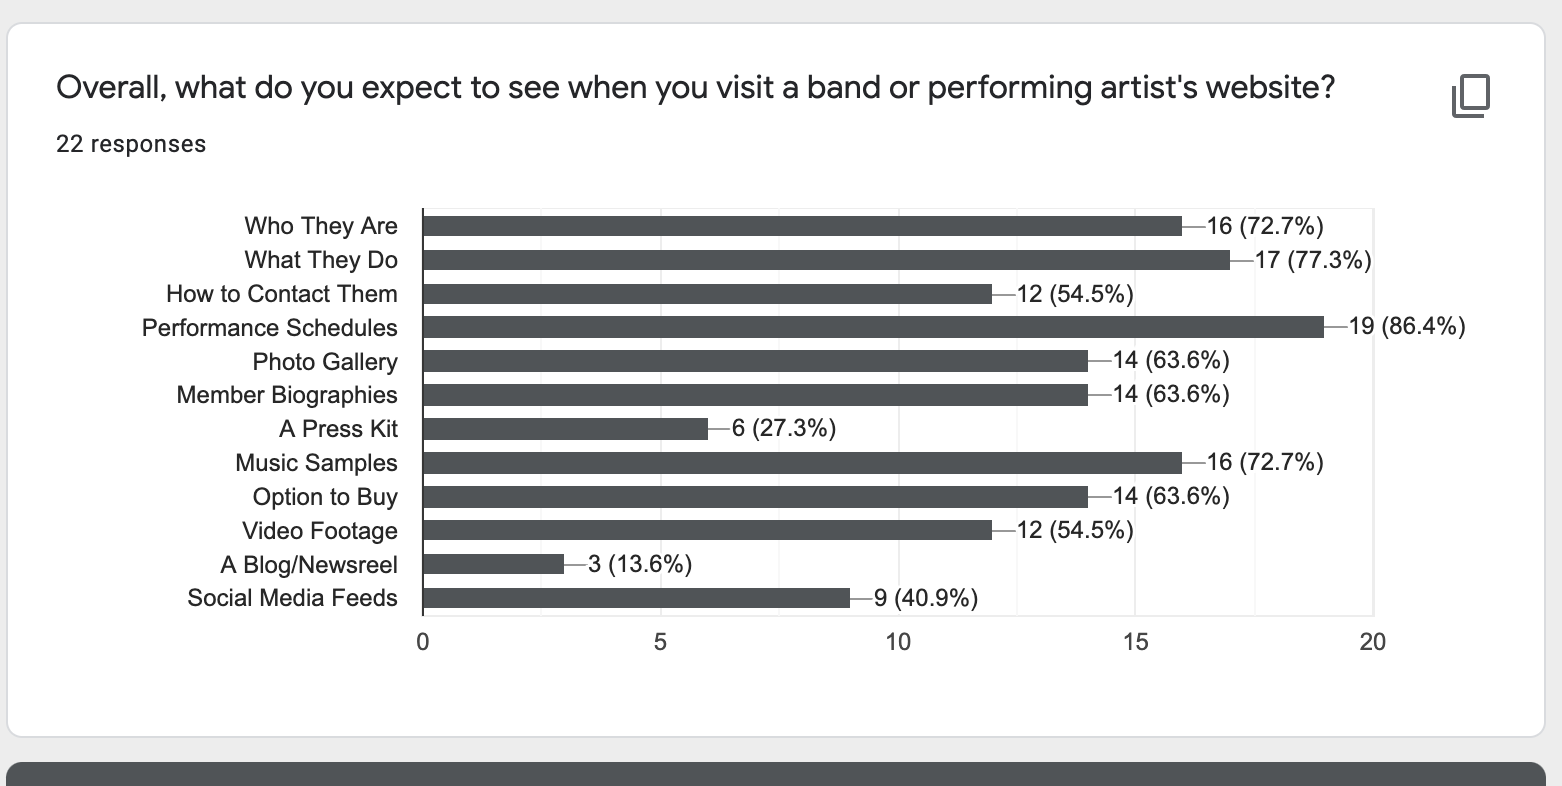 Overall, what do you expect to see when you visit a band or performing artist's website?
22 responses
Who They Are 16 (72.7%)
What They Do 17 (77.3%)
How to Contact Them 12 (54.5%)
Performance Schedules 19 (86.4%)
Photo Gallery 14 (63.6%)
Member Biographies 14 (63.6%)
A Press Kit 6 (27.3%)
Music Samples 16 (72.7%)
Option to Buy 14 (63.6%)
Video Footage 12 (54.5%)
A Blog/Newsreel 3 (13.6%)
Social Media Feeds 9 (40.9%)
0 5 10 15 20